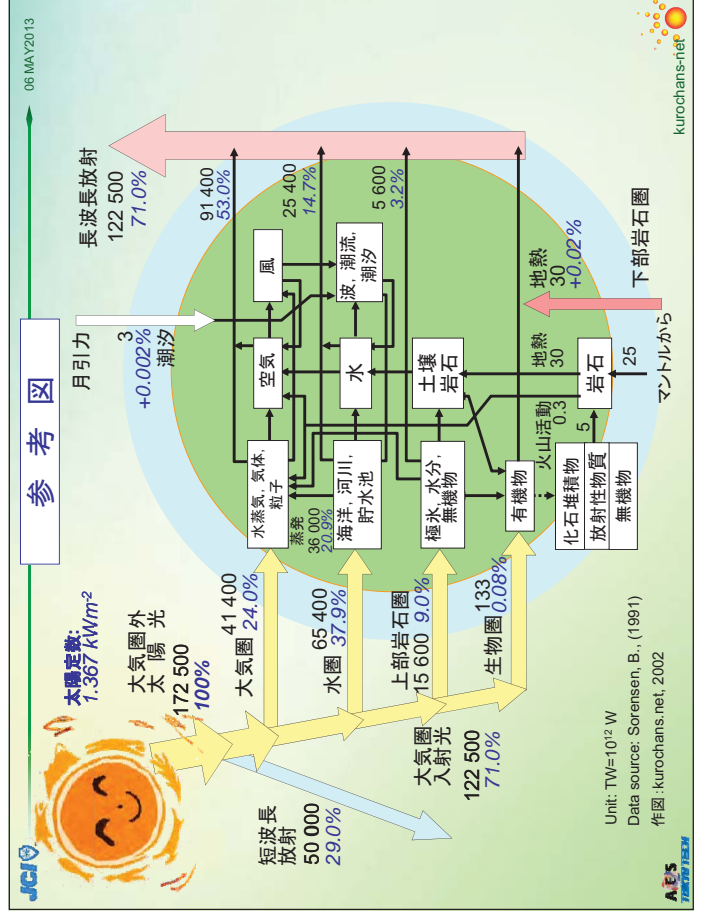 JCI
06 MAY2013
参 考 図
太陽定数:
1.367 kWm-2
大気圏外
太 陽 光
172 500
100%
月引力
3
+0.002%
潮汐
長波長放射
122 500
71.0%
短波長
放射
50 000
29.0%
大気圏
入射光
122 500
71.0%
大気圏
41 400
24.0%
水圏
65 400
37.9%
上部岩石圏
15 600
9.0%
生物圏
133
0.08%
水蒸気, 気体,
粒子
空気
風
91 400
53.0%
蒸発
36 000
20.9%
海洋, 河川,
貯水池
水
波, 潮流,
潮汐
25 400
14.7%
極氷, 水分,
無機物
土壌
岩石
5 600
3.2%
有機物
火山活動
0.3
地熱
30
地熱
30
+0.02%
化石堆積物
放射性物質
無機物
5
岩石
25
マントルから
下部岩石圏
Unit: TW=1012 W
Data source: Sorensen, B., (1991)
作図 :kurochans.net, 2002
kurochans-net